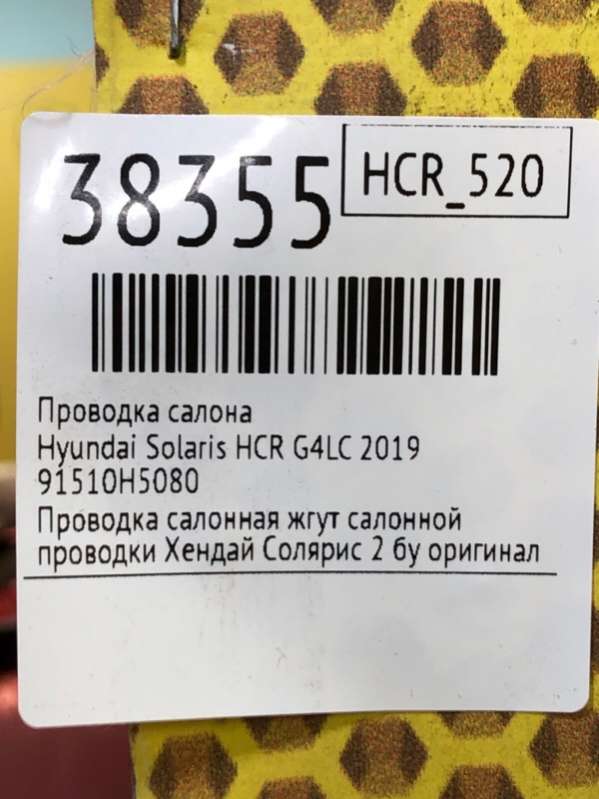 38355
HCR_520
Проводка салона
Hyundai Solaris HCR G4LC 2019
91510H5080
Проводка салонная жгут салонной
проводки Хендай Солярис 2 бу оригинал